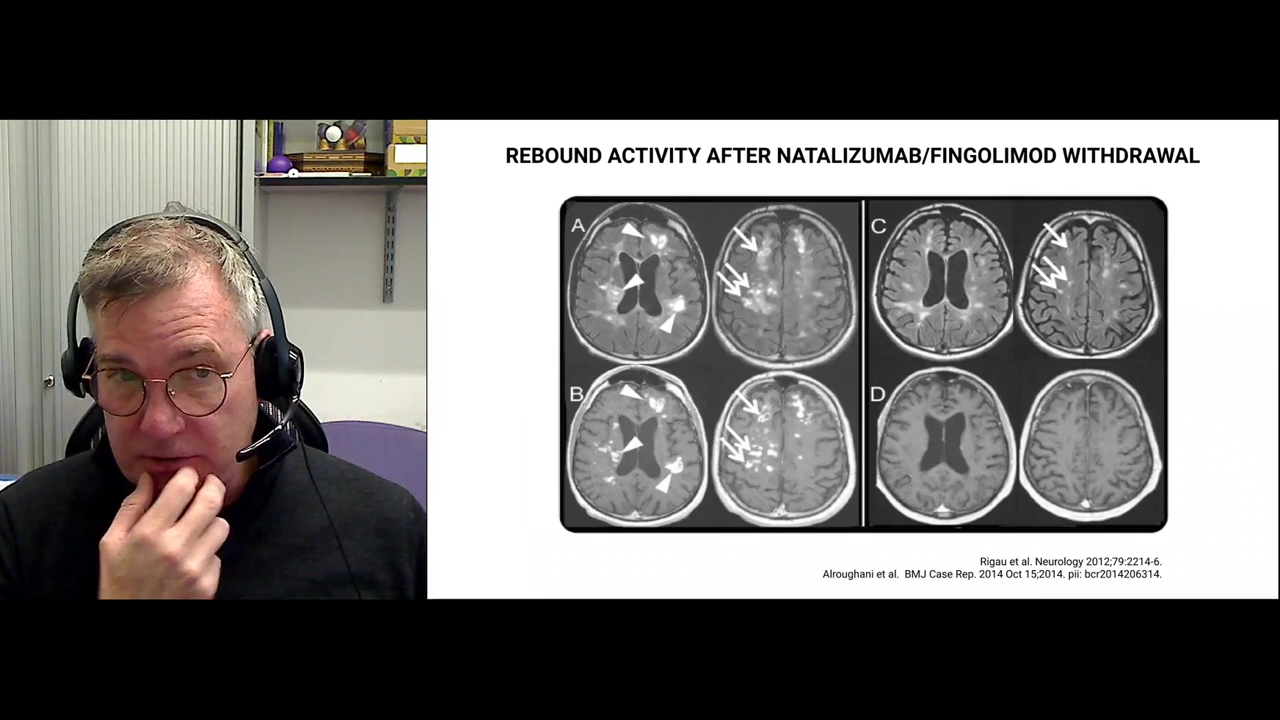 REBOUND ACTIVITY AFTER NATALIZUMAB/FINGOLIMOD WITHDRAWAL
A
C
B
D
Rigau et al. Neurology 2012;79:2214-6.
Alroughani et al. BMJ Case Rep. 2014 Oct 15;2014. pii: bcr2014206314.